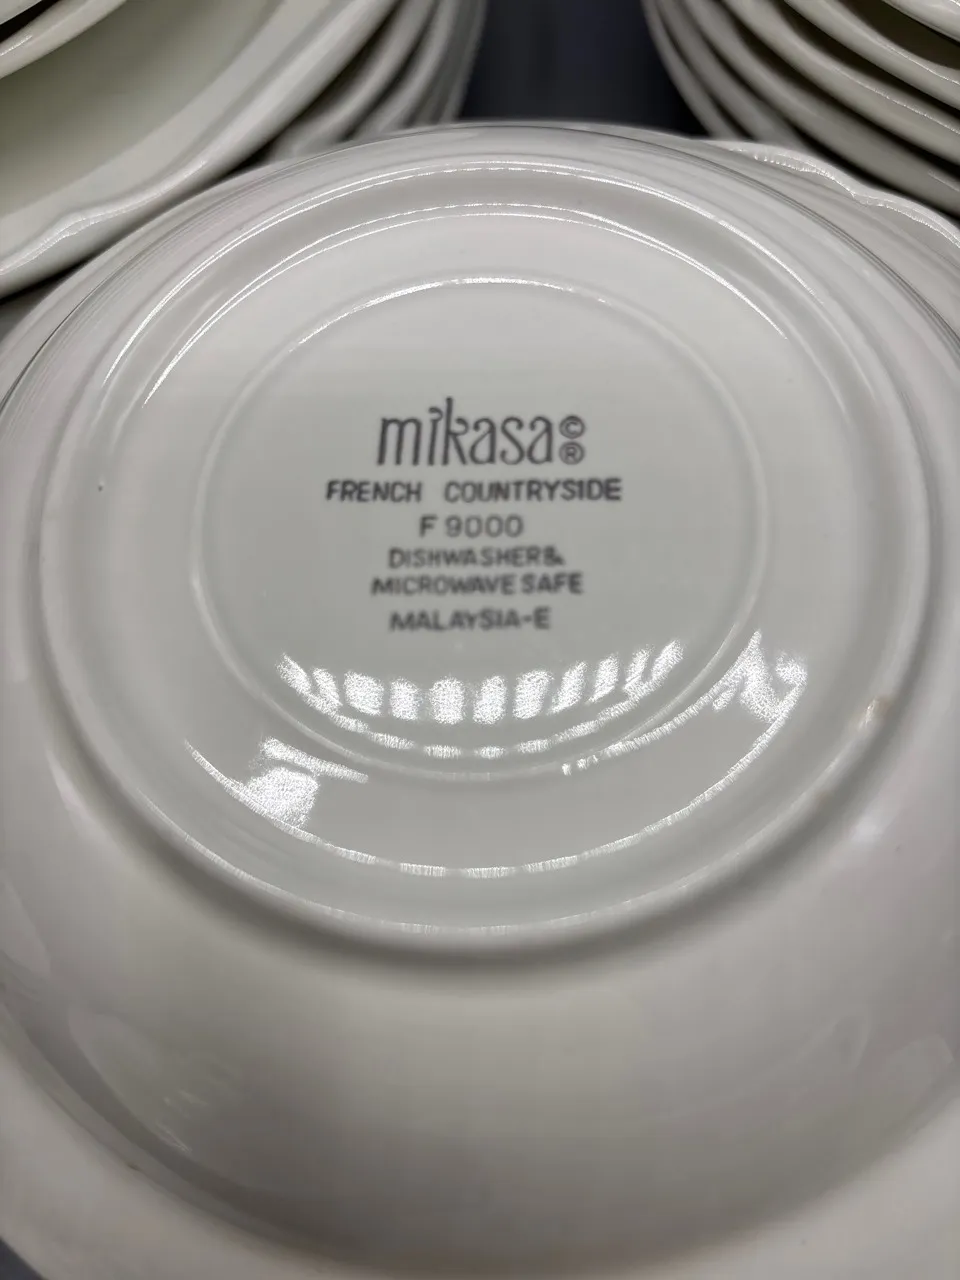 mikasa©®
FRENCH COUNTRYSIDE
F 9000
DISHWASHER &
MICROWAVE SAFE
MALAYSIA-E